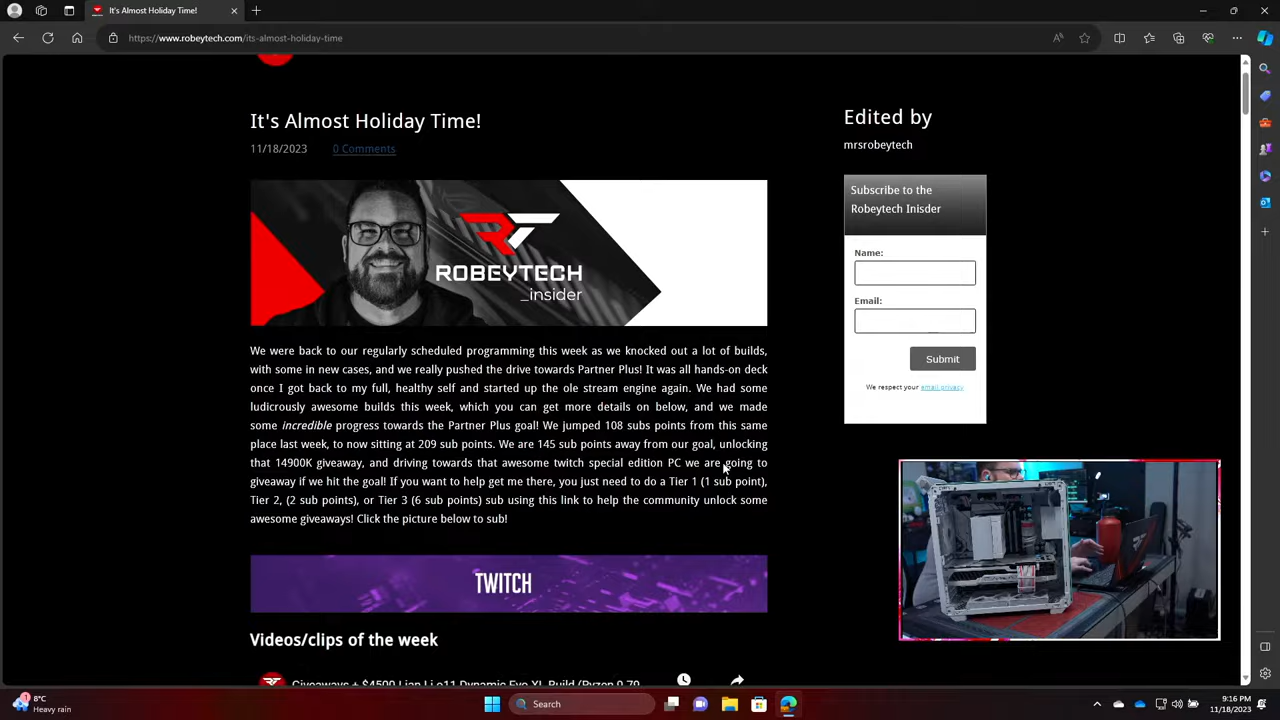 It's Almost Holiday Time!
9:16 PM
https://www.robeytech.com/its-almost-holiday-time
It's Almost Holiday Time!
11/18/2023 0 Comments
ROBEYTECH
_insider
We were back to our regularly scheduled programming this week as we knocked out a lot of builds,
with some in new cases, and we really pushed the drive towards Partner Plus! It was all hands-on deck
once I got back to my full, healthy self and started up the ole stream engine again. We had some
ludicrously awesome builds this week, which you can get more details on below, and we made
some incredible progress towards the Partner Plus goal! We jumped 108 subs points from this same
place last week, to now sitting at 209 sub points. We are 145 sub points away from our goal, unlocking
that 14900K giveaway, and driving towards that awesome twitch special edition PC we are going to
giveaway if we hit the goal! If you want to help get me there, you just need to do a Tier 1 (1 sub point),
Tier 2, (2 sub points), or Tier 3 (6 sub points) sub using this link to help the community unlock some
awesome giveaways! Click the picture below to sub!
TWITCH
Videos/clips of the week
Giveaways + $4500 Lian Li o11 Dynamic Evo XL Build (Ryzen 9 79
Edited by
mrsrobeytech
Subscribe to the
Robeytech Inisder
Name:
Email:
Submit
We respect your email privacy
1
8°C
Heavy rain
Search
9:16 PM
11/18/2023